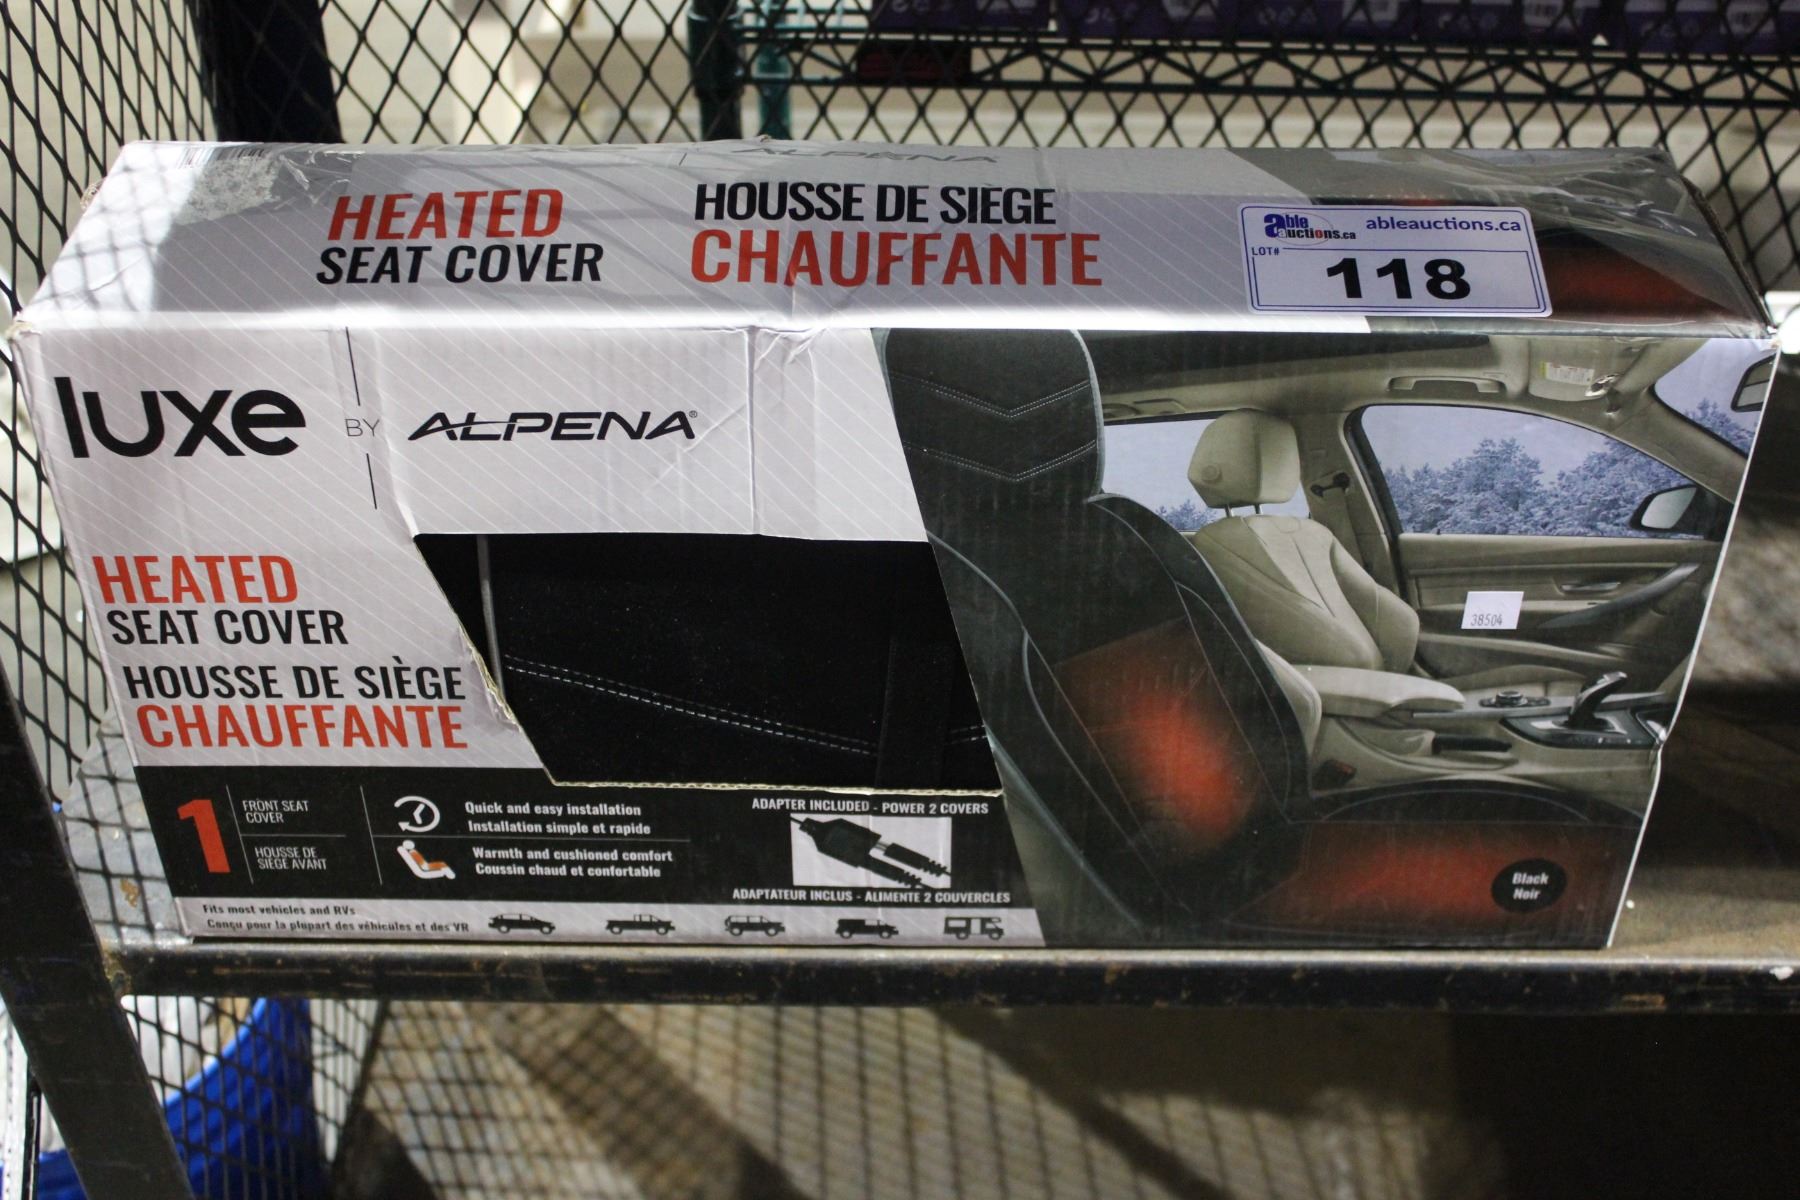 ALPENA
HEATED
SEAT COVER
HOUSSE DE SIÈGE
CHAUFFANTE
able auctions.ca
ableauctions.ca
LOT#
118
luxe
BY
ALPENA®
HEATED
SEAT COVER
HOUSSE DE SIÈGE
CHAUFFANTE
1
FRONT SEAT
COVER
HOUSSE DE
SIÈGE AVANT
Quick and easy installation
Installation simple et rapide
Warmth and cushioned comfort
Coussin chaud et confortable
ADAPTER INCLUDED - POWER 2 COVERS
ADAPTATEUR INCLUS - ALIMENTE 2 COUVERCLES
Fits most vehicles and RVs
Conçu pour la plupart des véhicules et des VR
38504
Black
Noir